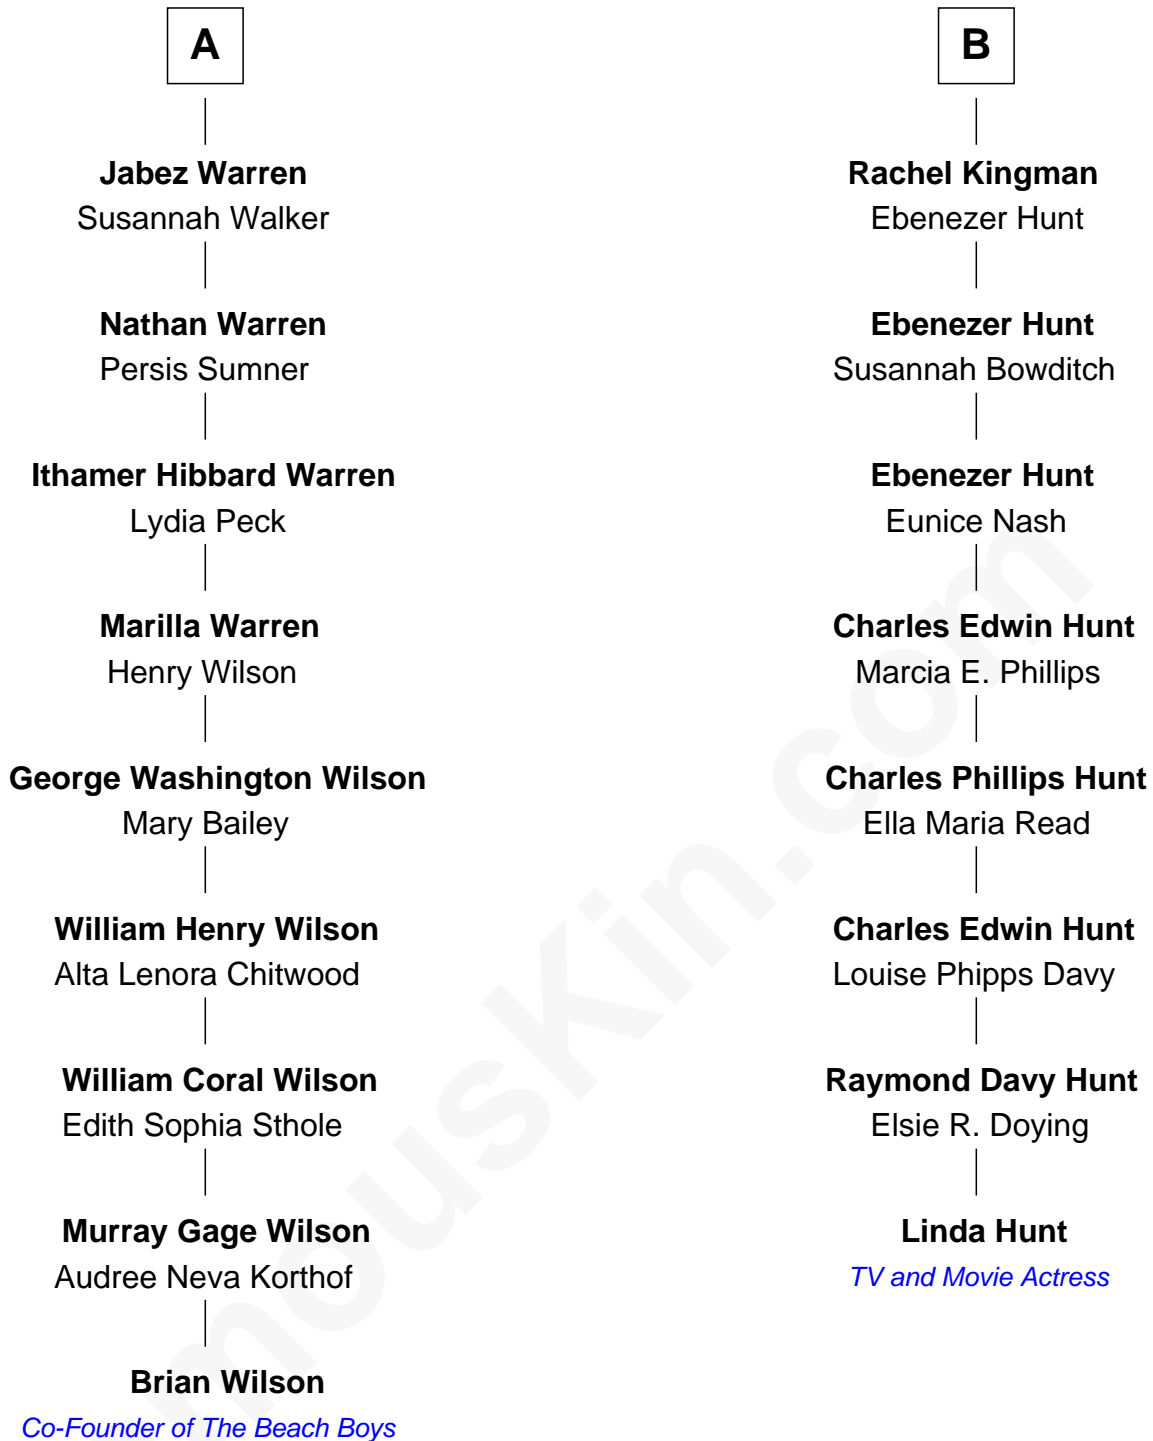 A
Jabez Warren
Susannah Walker
Nathan Warren
Persis Sumner
Ithamer Hibbard Warren
Lydia Peck
Marilla Warren
Henry Wilson
George Washington Wilson
Mary Bailey
William Henry Wilson
Alta Lenora Chitwood
William Coral Wilson
Edith Sophia Sthole
Murray Gage Wilson
Audree Neva Korthof
Brian Wilson
Co-Founder of The Beach Boys
B
Rachel Kingman
Ebenezer Hunt
Ebenezer Hunt
Susannah Bowditch
Ebenezer Hunt
Eunice Nash
Charles Edwin Hunt
Marcia E. Phillips
Charles Phillips Hunt
Ella Maria Read
Charles Edwin Hunt
Louise Phipps Davy
Raymond Davy Hunt
Elsie R. Doying
Linda Hunt
TV and Movie Actress
mousKin.com